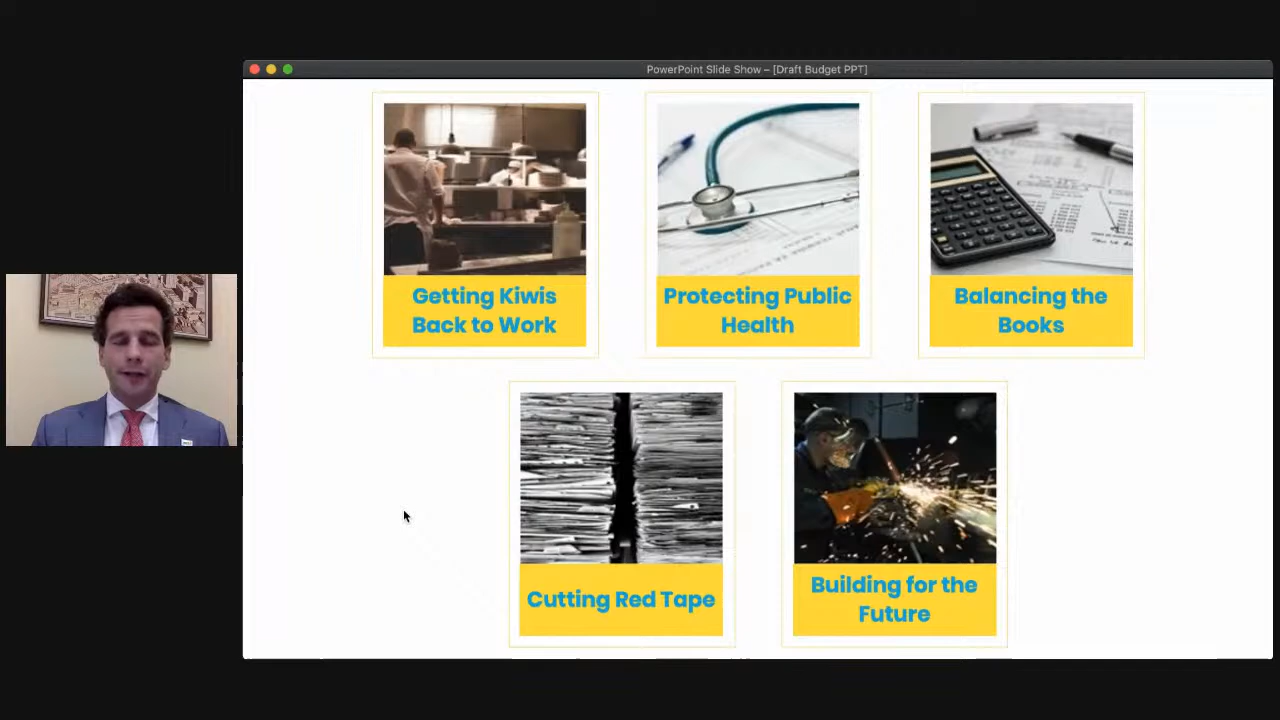 PowerPoint Slide Show – [Draft Budget PPT]
Getting Kiwis
Back to Work
Protecting Public
Health
Balancing the
Books
Cutting Red Tape
Building for the
Future